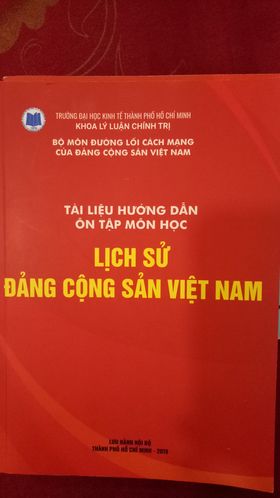 TRƯỜNG ĐẠI HỌC KINH TẾ THÀNH PHỐ HỒ CHÍ MINH
KHOA LÝ LUẬN CHÍNH TRỊ
BỘ MÔN ĐƯỜNG LỐI CÁCH MẠNG
CỦA ĐẢNG CỘNG SẢN VIỆT NAM
TÀI LIỆU HƯỚNG DẪN
ÔN TẬP MÔN HỌC
LỊCH SỬ
ĐẢNG CỘNG SẢN VIỆT NAM
LƯU HÀNH NỘI BỘ
THÀNH PHỐ HỒ CHÍ MINH - 2019